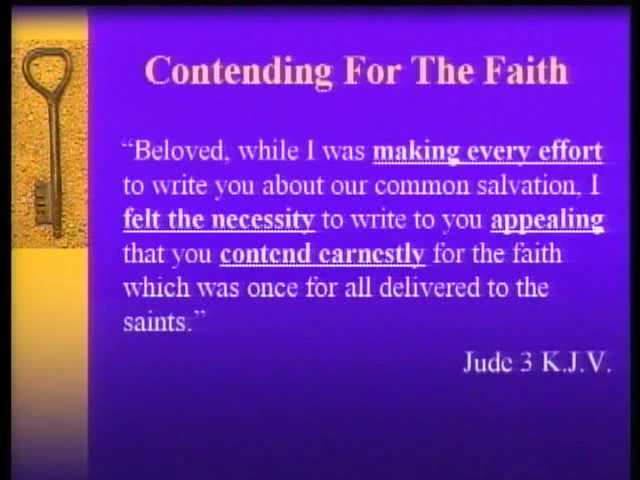 Contending For The Faith
“Beloved, while I was making every effort
to write you about our common salvation, I
felt the necessity to write to you appealing
that you contend earnestly for the faith
which was once for all delivered to the
saints.”
Jude 3 K.J.V.